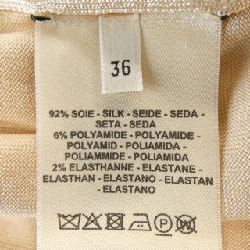 36
92% SOIE - SILK - SEIDE - SEDA -
SETA - SEDA
6% POLYAMIDE - POLYAMIDE -
POLYAMID - POLIAMIDA -
POLIAMMIDE - POLIAMIDA
2% ELASTHANNE - ELASTANE -
ELASTHAN - ELASTANO - ELASTAN
- ELASTANO